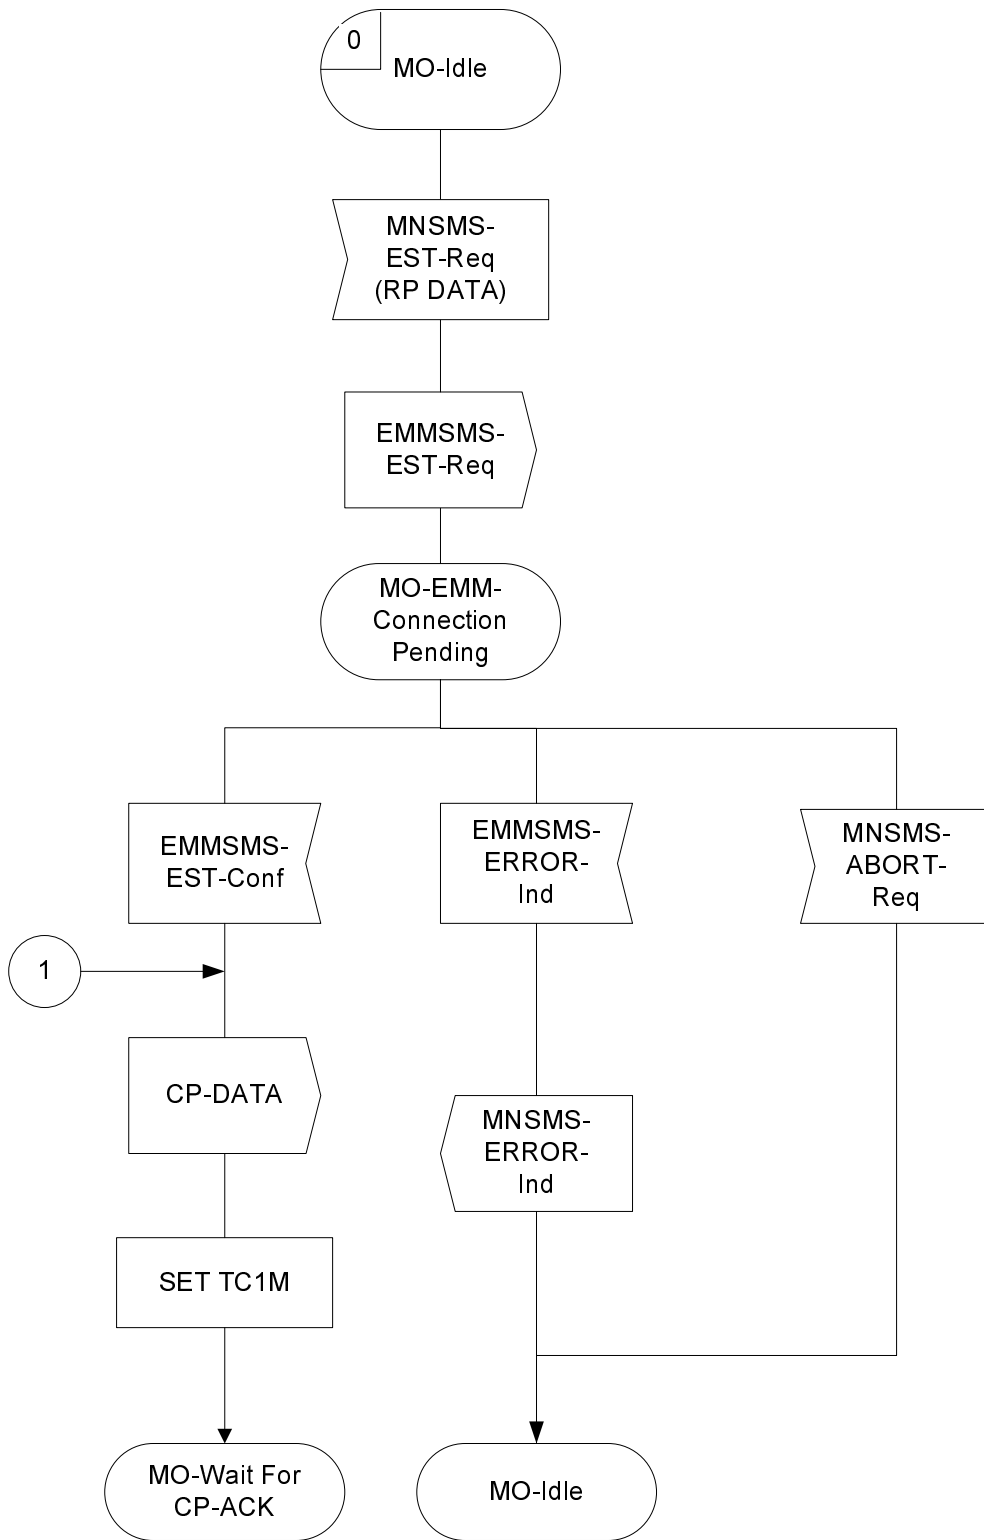 0
MO-Idle
MNSMS-
EST-Req
(RP DATA)
EMMSMS-
EST-Req
MO-EMM-
Connection
Pending
EMMSMS-
EST-Conf
EMMSMS-
ERROR-
Ind
MNSMS-
ABORT-
Req
1
CP-DATA
MNSMS-
ERROR-
Ind
SET TC1M
MO-Wait For
CP-ACK
MO-Idle